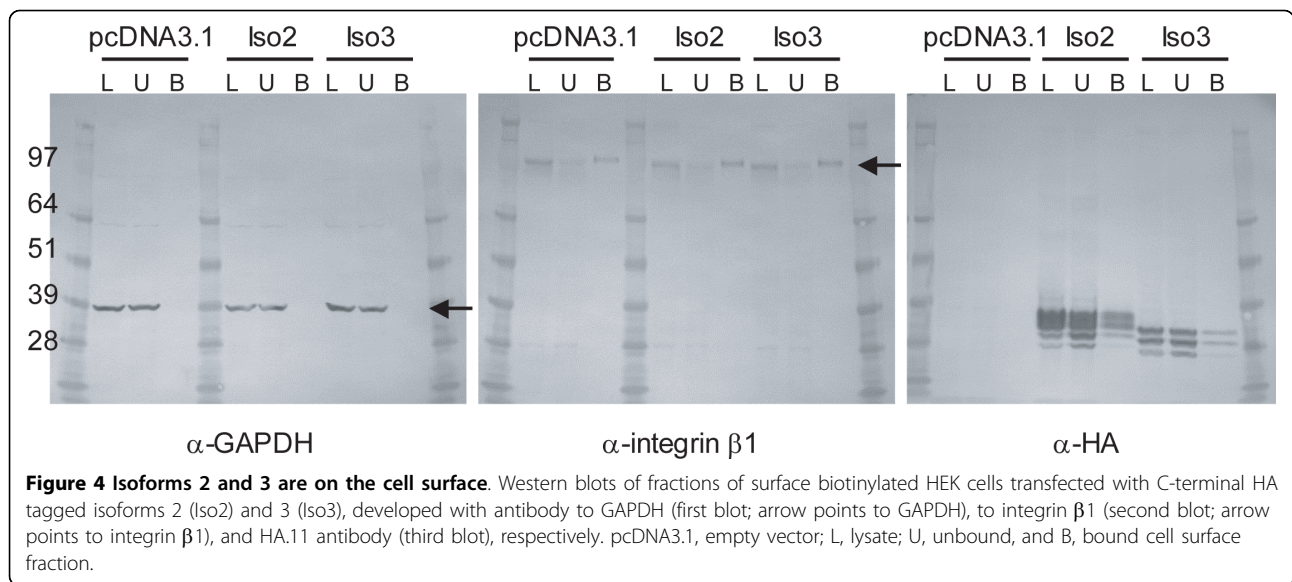 pcDNA3.1 Iso2 Iso3 pcDNA3.1 Iso2 Iso3 pcDNA3.1 Iso2 Iso3
L U B L U B L U B L U B L U B L U B L U B L U B L U B
97
64
51
39
28
α-GAPDH α-integrin β1 α-HA
Figure 4 Isoforms 2 and 3 are on the cell surface. Western blots of fractions of surface biotinylated HEK cells transfected with C-terminal HA
tagged isoforms 2 (Iso2) and 3 (Iso3), developed with antibody to GAPDH (first blot; arrow points to GAPDH), to integrin β1 (second blot; arrow
points to integrin β1), and HA.11 antibody (third blot), respectively. pcDNA3.1, empty vector; L, lysate; U, unbound, and B, bound cell surface
fraction.